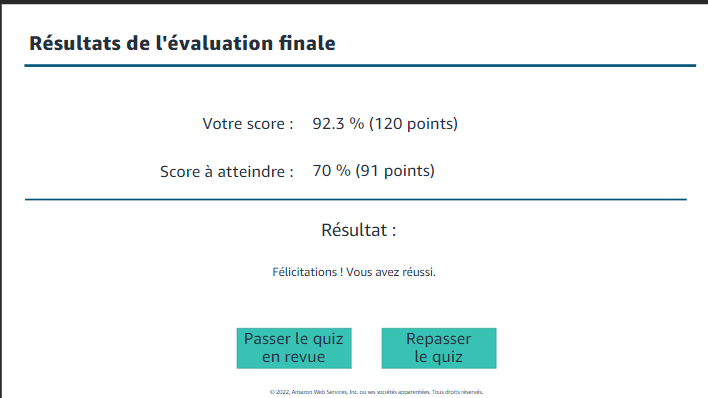 Résultats de l'évaluation finale
Votre score : 92.3 % (120 points)
Score à atteindre : 70 % (91 points)
Résultat :
Félicitations ! Vous avez réussi.
Passer le quiz
en revue
Repasser
le quiz
© 2022, Amazon Web Services, Inc. ou ses sociétés apparentées. Tous droits réservés.